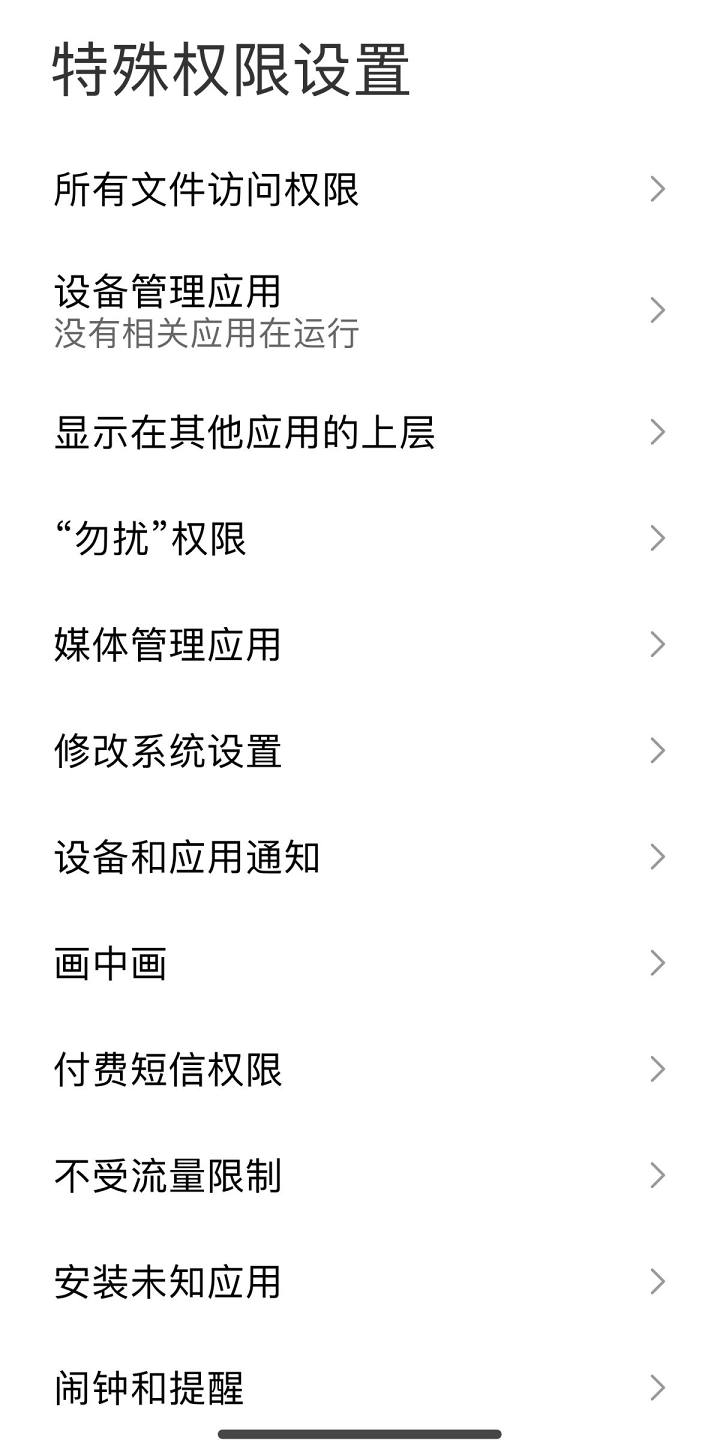 特殊权限设置
所有文件访问权限
设备管理应用
没有相关应用在运行
显示在其他应用的上层
“勿扰”权限
媒体管理应用
修改系统设置
设备和应用通知
画中画
付费短信权限
不受流量限制
安装未知应用
闹钟和提醒